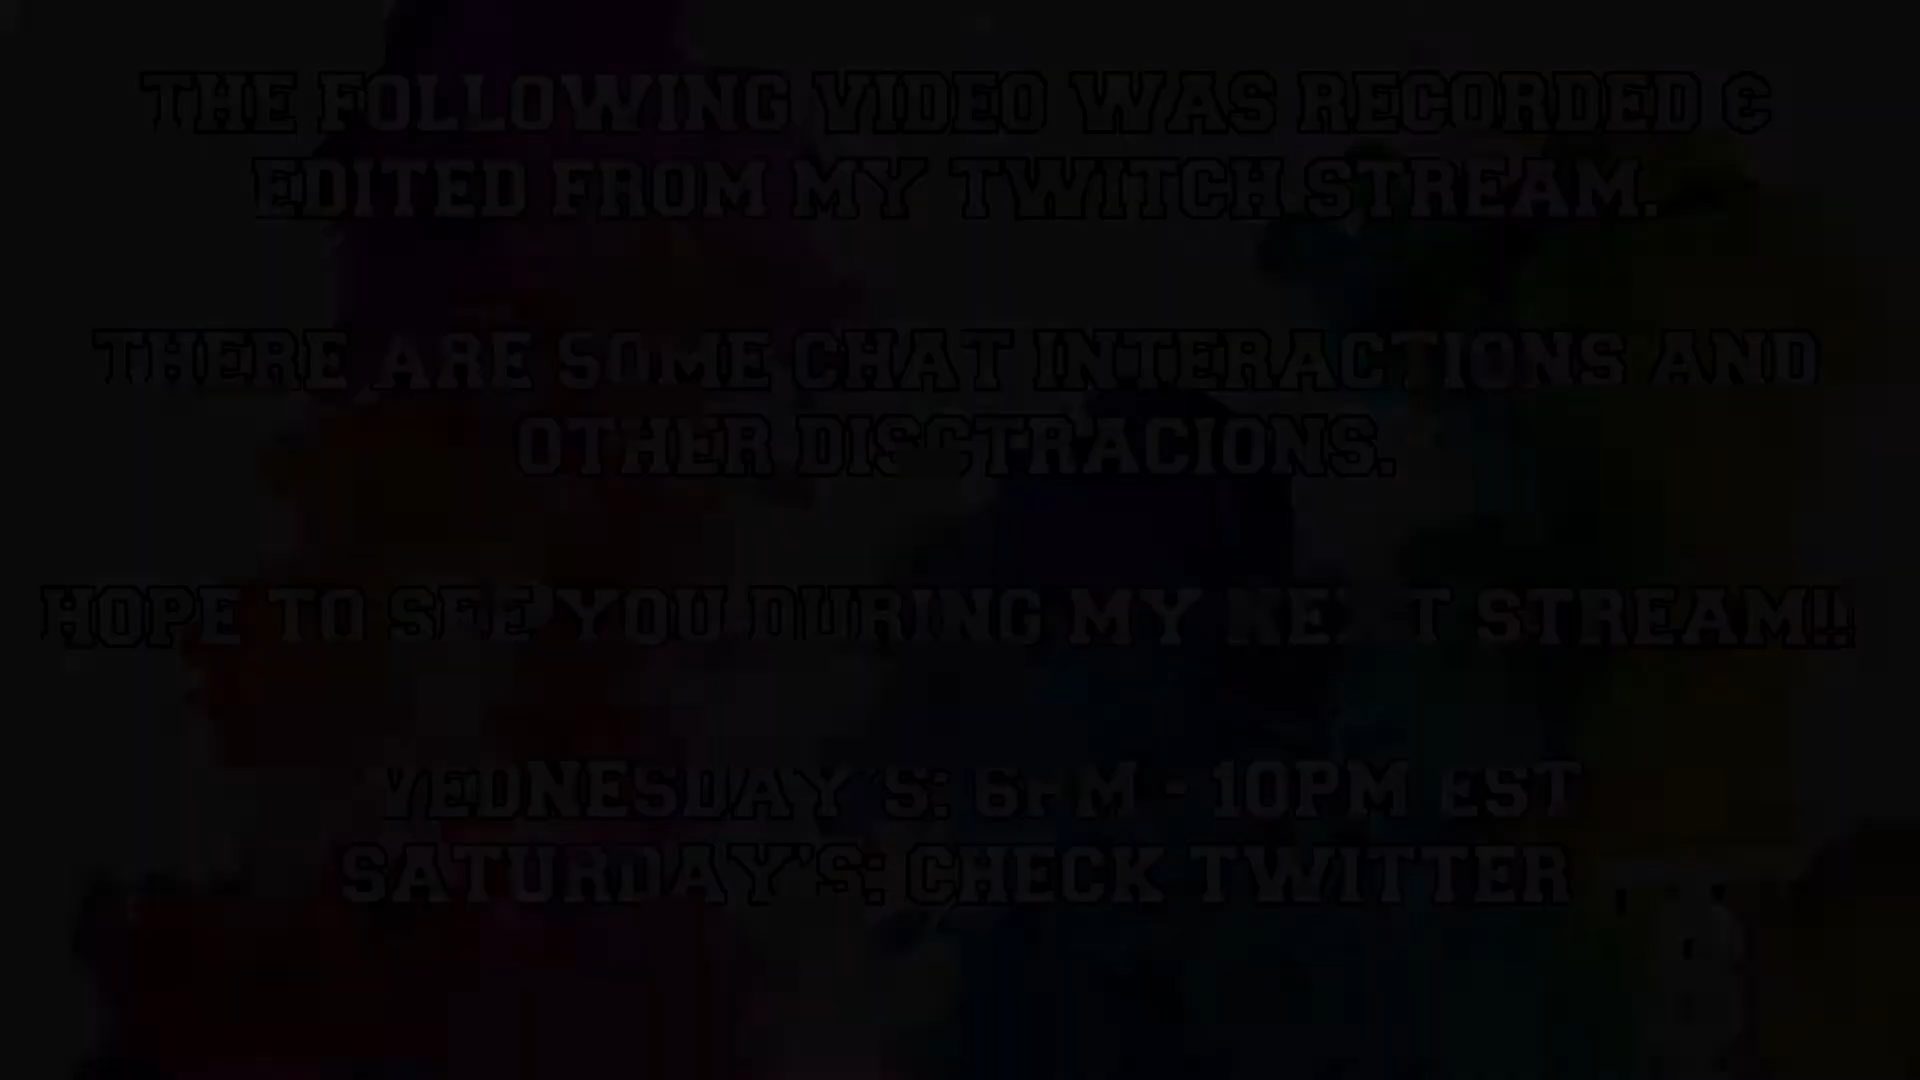 THE FOLLOWING VIDEO WAS RECORDED &
EDITED FROM MY TWITCH STREAM.
THERE ARE SOME CHAT INTERACTIONS AND
OTHER DISCTRACIONS.
HOPE TO SEE YOU DURING MY NEXT STREAM!!
WEDNESDAY'S: 6PM - 10PM EST
SATURDAY'S: CHECK TWITTER